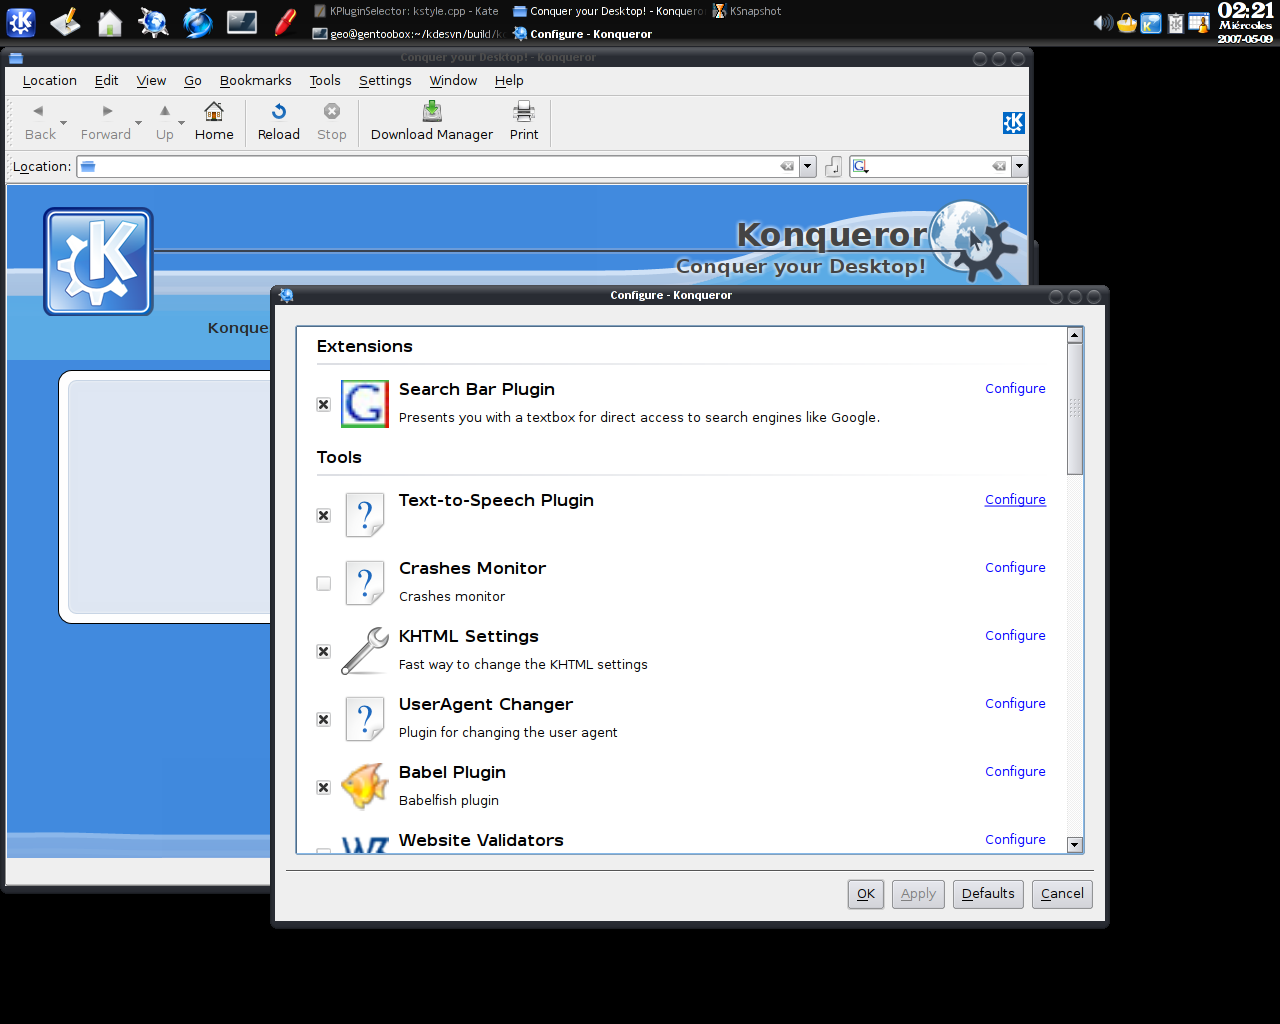 KPluginSelector: kstyle.cpp - Kate
Conquer your Desktop! - Konquero
KSnapshot
geo@gentoobox:~/kdesvn/build/k
Configure - Konqueror
02:21
Miércoles
2007-05-09
Conquer your Desktop! - Konqueror
Location Edit View Go Bookmarks Tools Settings Window Help
Back Forward Up Home Reload Stop Download Manager Print
Location:
Konqueror
Conquer your Desktop!
Konque
Configure - Konqueror
Extensions
Search Bar Plugin Configure
Presents you with a textbox for direct access to search engines like Google.
Tools
Text-to-Speech Plugin Configure
Crashes Monitor Configure
Crashes monitor
KHTML Settings Configure
Fast way to change the KHTML settings
UserAgent Changer Configure
Plugin for changing the user agent
Babel Plugin Configure
Babelfish plugin
Website Validators Configure
OK Apply Defaults Cancel